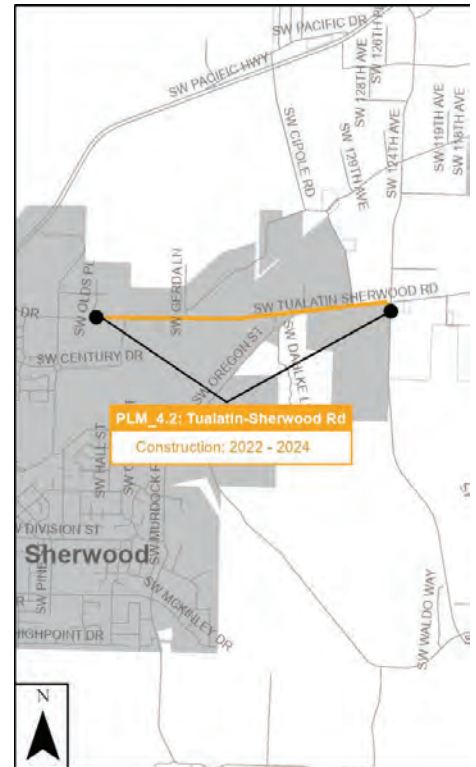 SW PACIFIC DR
SW 126TH AVE
SW 128TH AVE
SW PACIFIC HWY
SW CIPOLE RD
SW 129TH AVE
SW 124TH AVE
SW 119TH AVE
SW 118TH AVE
SW OLDS PL
SW GERDA LN
SW TUALATIN SHERWOOD RD
DR
SW CENTURY DR
SW OREGON ST
SW DAHLKE L
PLM_4.2: Tualatin-Sherwood Rd
Construction: 2022 - 2024
SW HALL ST
SW MURDOCK R
DIVISION ST
Sherwood
SW PINE
SW MCKINLEY DR
HIGHPOINT DR
SW WALDO WAY
N